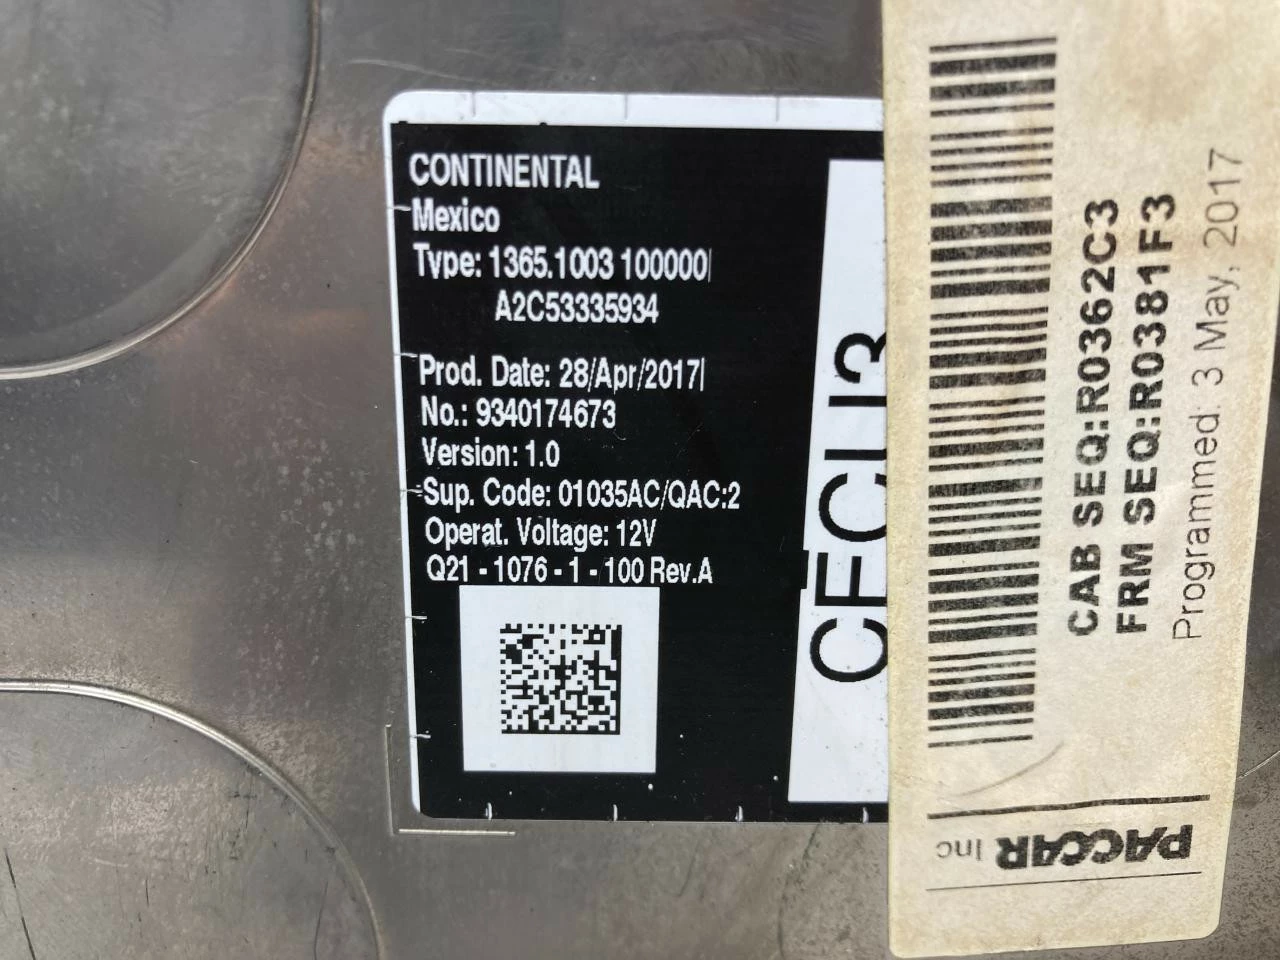 CONTINENTAL
Mexico
Type: 1365.1003 100000
A2C53335934
Prod. Date: 28/Apr/2017
No.: 9340174673
Version: 1.0
Sup. Code: 01035AC/QAC:2
Operat. Voltage: 12V
Q21 - 1076 - 1 - 100 Rev.A
CECU3
CAB SEQ:R0362C3
FRM SEQ:R0381F3
Programmed: 3 May, 2017
PACCAR Inc